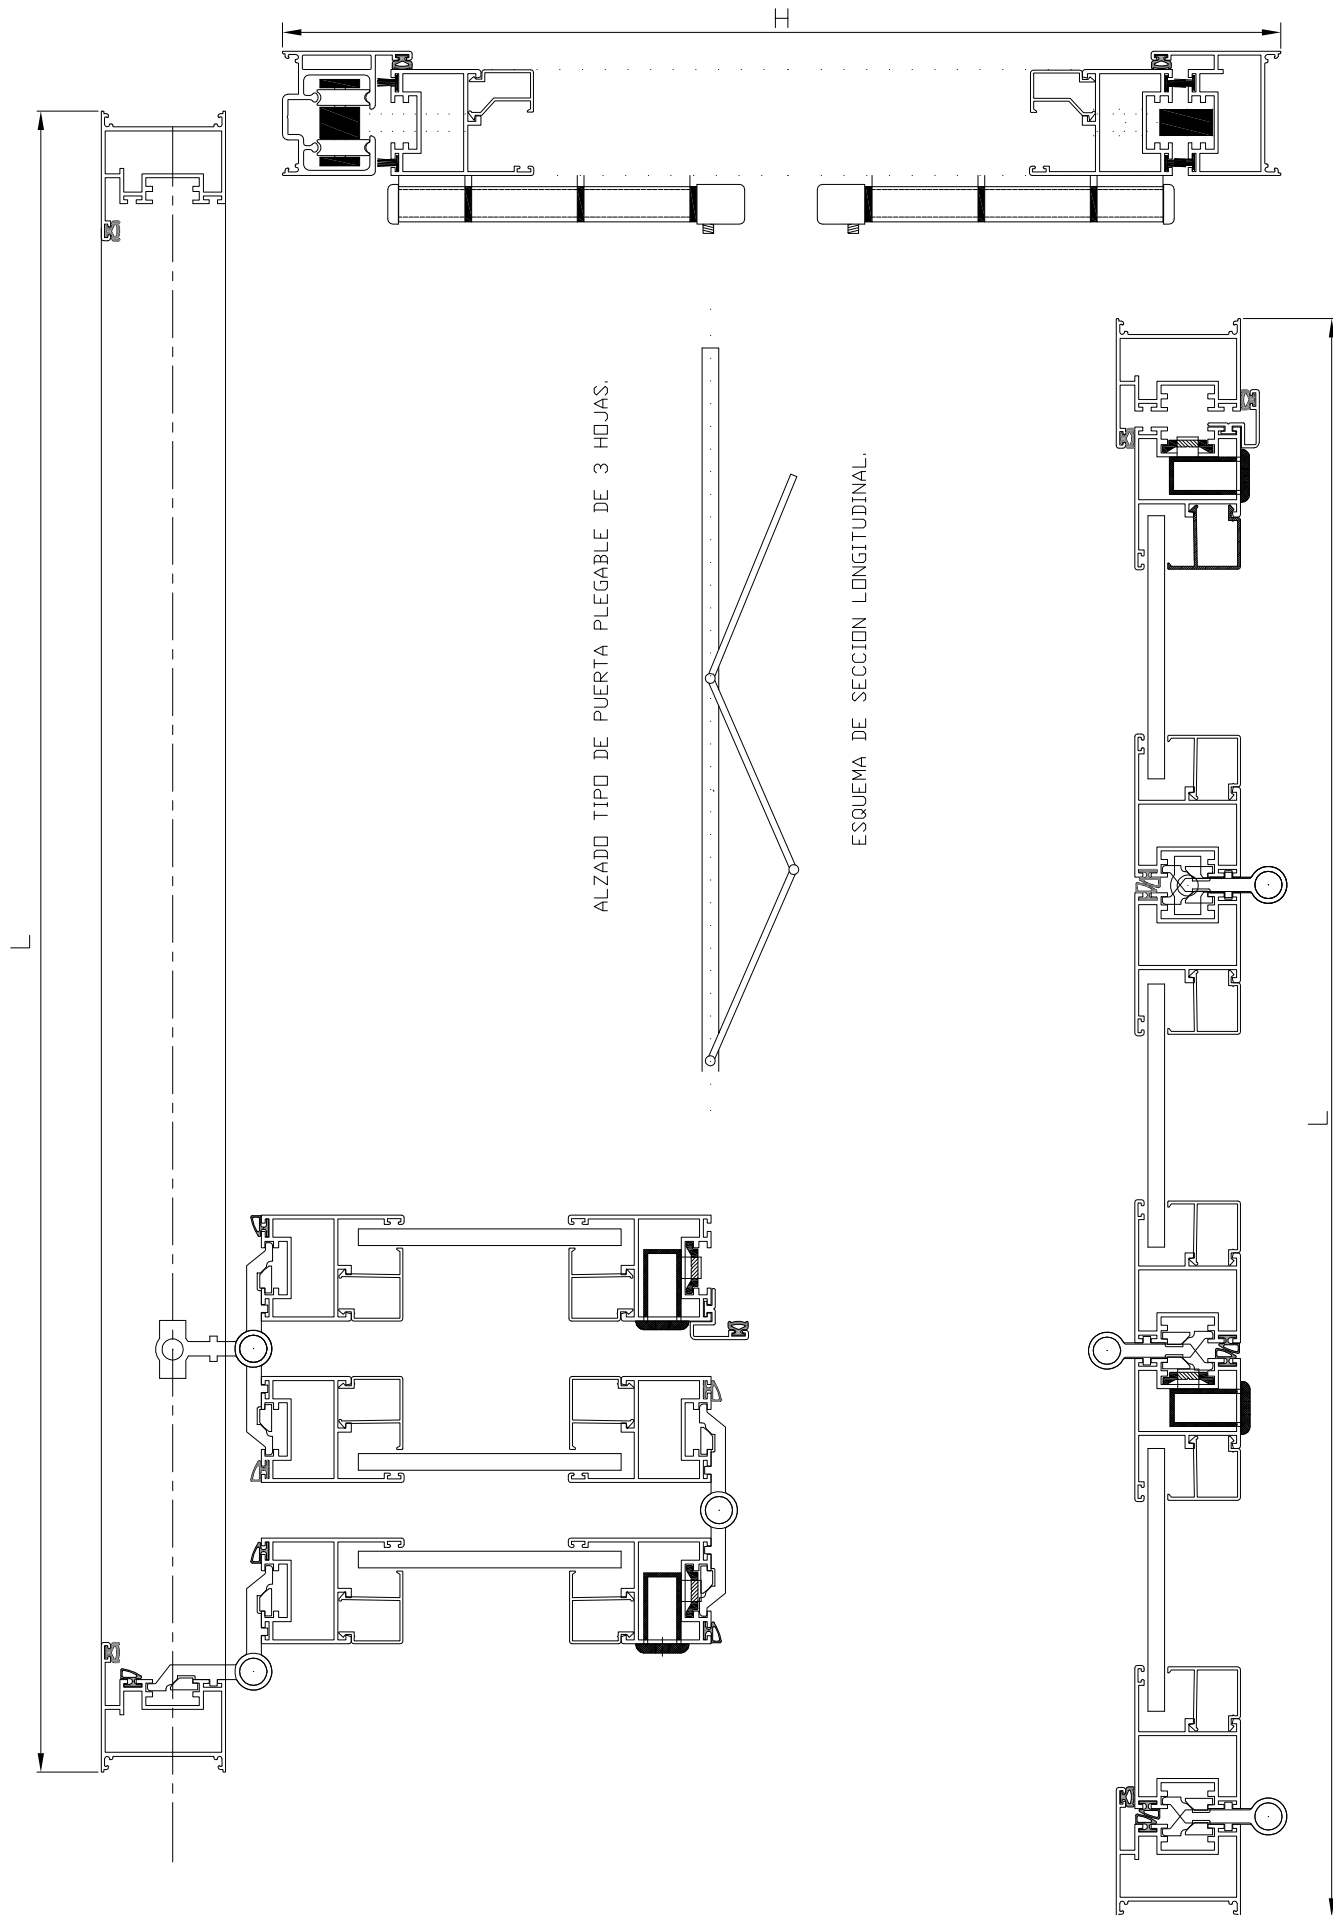 H
L
ALZADO TIPO DE PUERTA PLEGABLE DE 3 HOJAS.
ESQUEMA DE SECCION LONGITUDINAL.
L